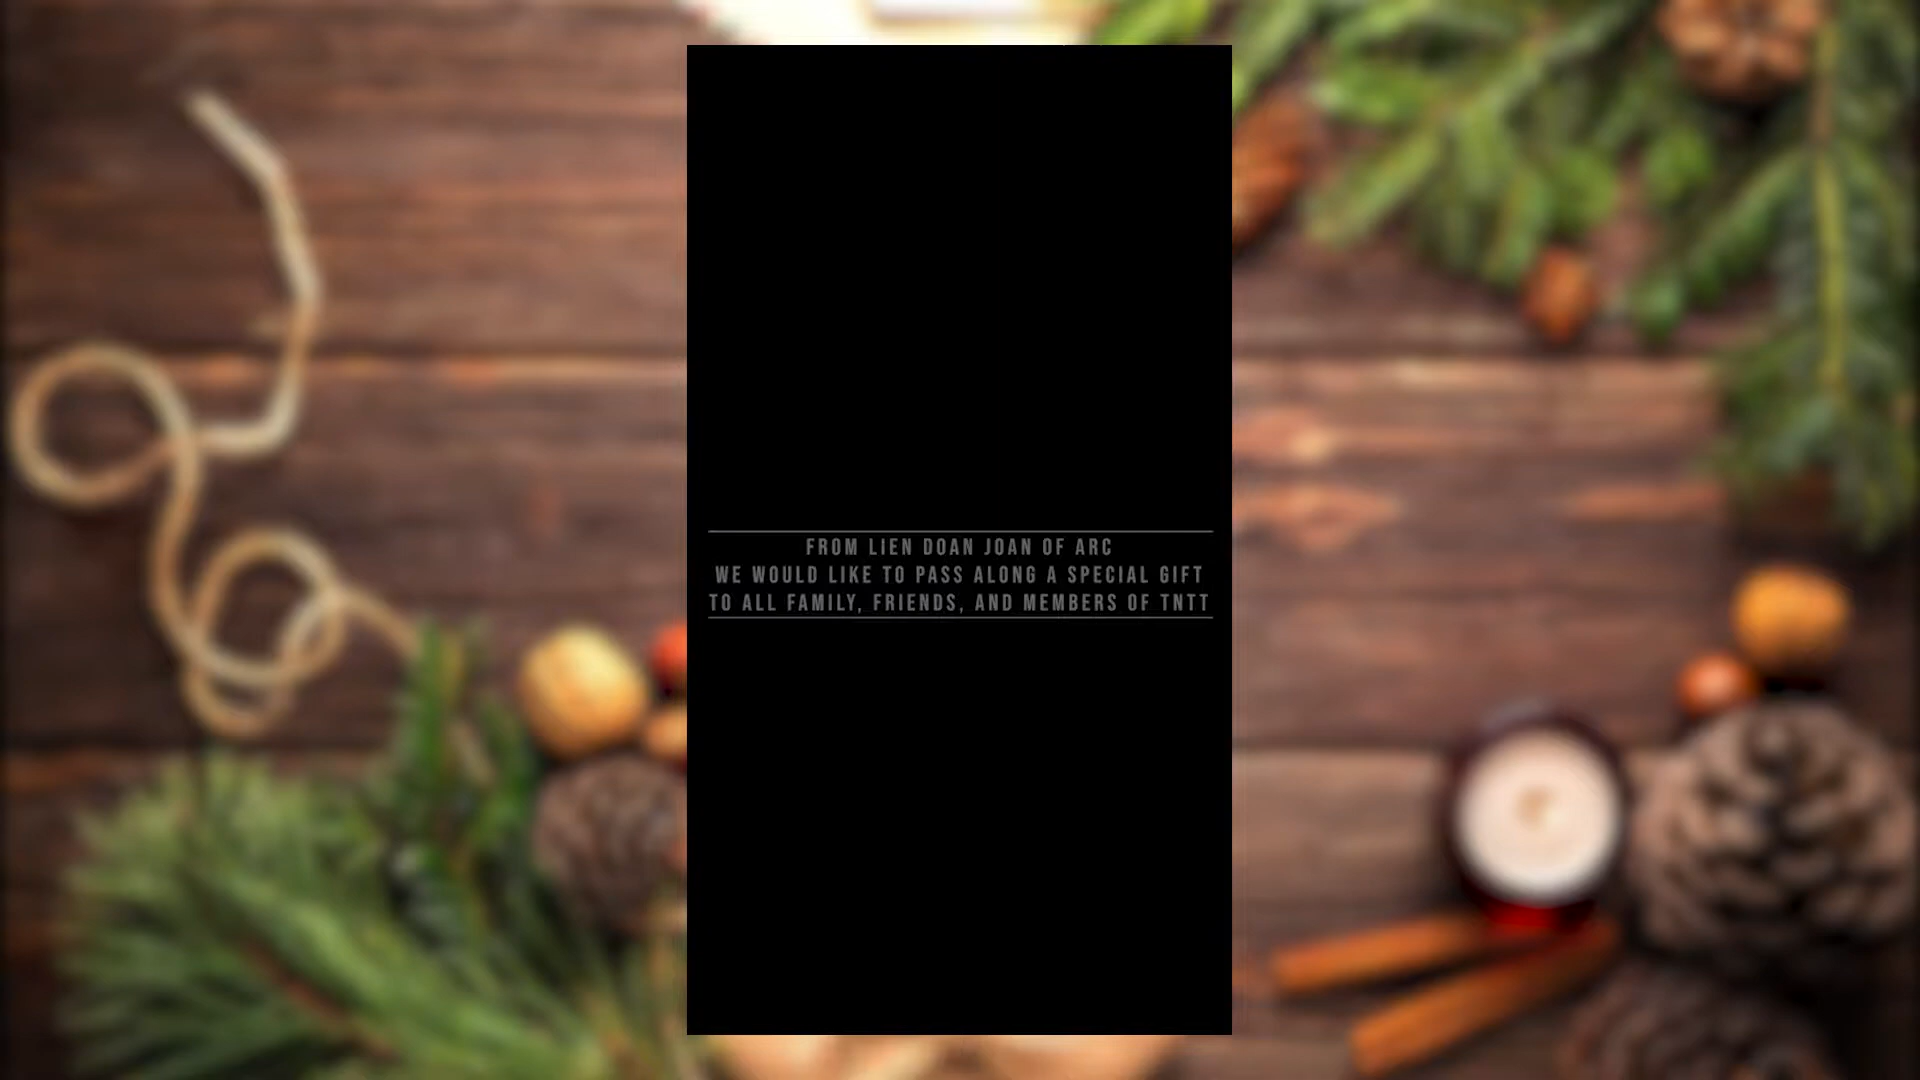 FROM LIEN DOAN JOAN OF ARC
WE WOULD LIKE TO PASS ALONG A SPECIAL GIFT
TO ALL FAMILY, FRIENDS, AND MEMBERS OF TNTT